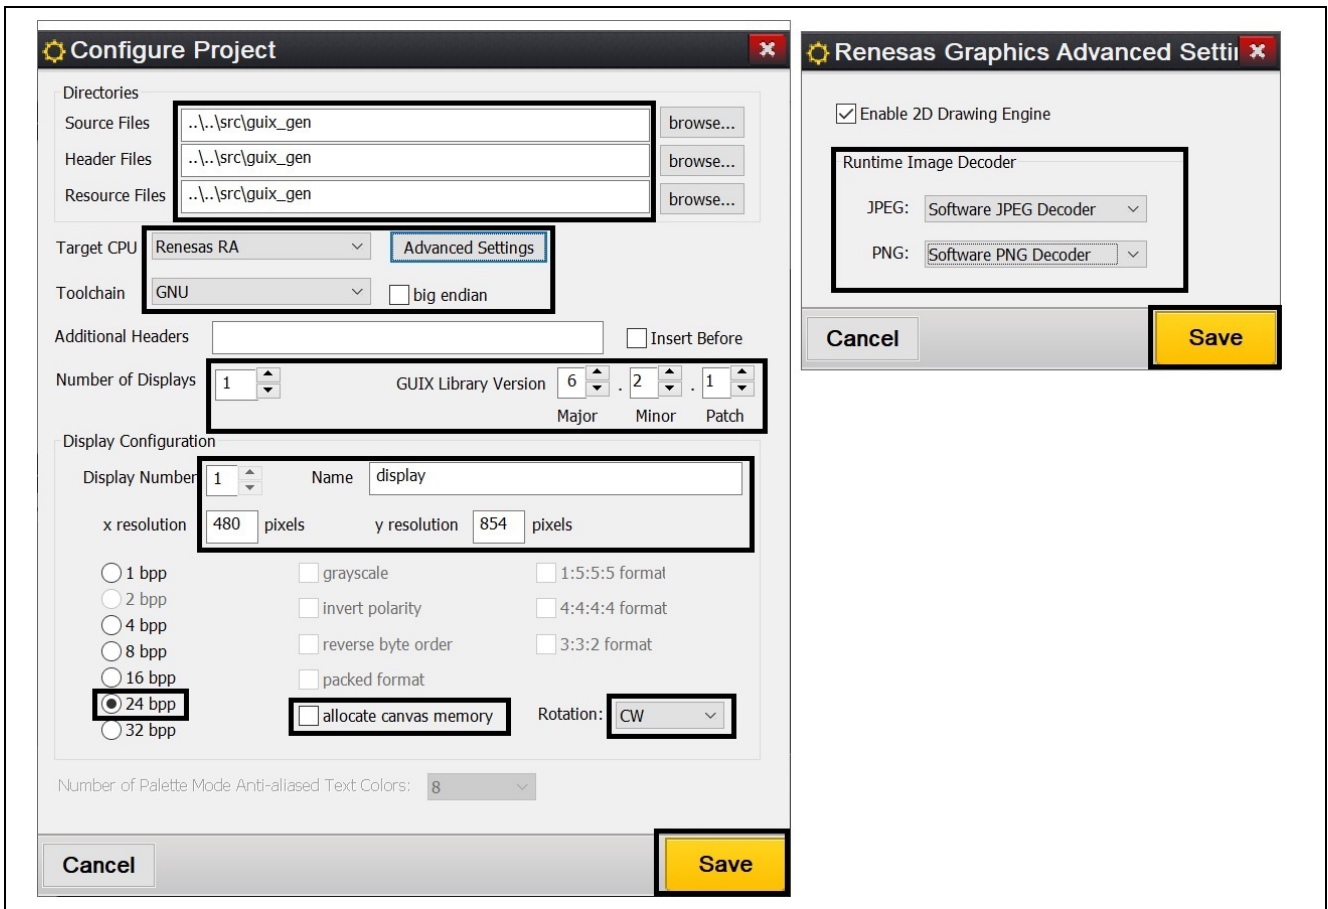 Configure Project
Directories
Source Files ..\..\src\guix_gen browse...
Header Files ..\..\src\guix_gen browse...
Resource Files ..\..\src\guix_gen browse...
Target CPU Renesas RA Advanced Settings
Toolchain GNU big endian
Additional Headers Insert Before
Number of Displays 1 GUIX Library Version 6 . 2 . 1
Major Minor Patch
Display Configuration
Display Number 1 Name display
x resolution 480 pixels y resolution 854 pixels
1 bpp grayscale 1:5:5:5 format
2 bpp
invert polarity 4:4:4:4 format
4 bpp
8 bpp reverse byte order 3:3:2 format
16 bpp packed format
24 bpp allocate canvas memory Rotation: CW
32 bpp
Number of Palette Mode Anti-aliased Text Colors: 8
Cancel Save
Renesas Graphics Advanced Settin
Enable 2D Drawing Engine
Runtime Image Decoder
JPEG: Software JPEG Decoder
PNG: Software PNG Decoder
Cancel Save